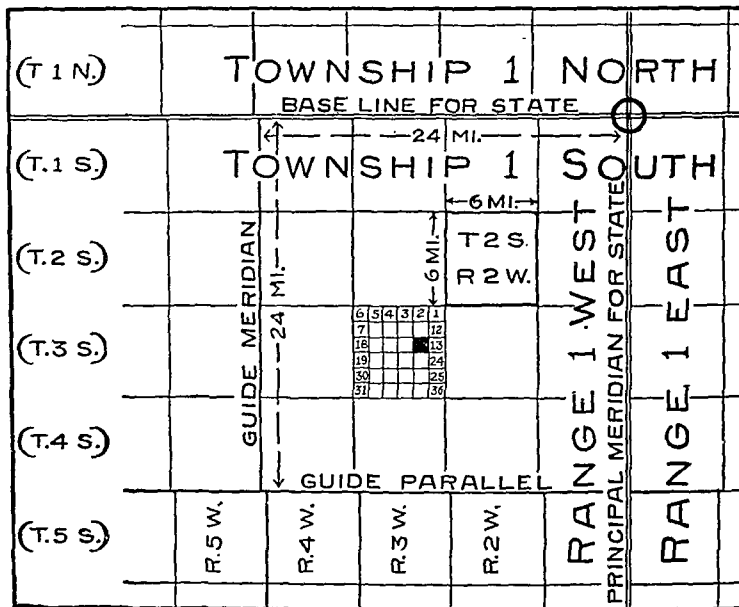 (T 1 N.)
TOWNSHIP 1 NORTH
BASE LINE FOR STATE
24 MI.
(T.1 S.)
TOWNSHIP 1 SOUTH
6 MI.
(T.2 S.)
T 2 S.
R 2 W.
6 MI.
GUIDE MERIDIAN
24 MI.
(T.3 S.)
6 5 4 3 2 1
7 12
18 13
19 24
30 25
31 36
(T.4 S.)
GUIDE PARALLEL
(T.5 S.)
R.5 W.
R.4 W.
R.3 W.
R.2 W.
RANGE 1 WEST
PRINCIPAL MERIDIAN FOR STATE
RANGE 1 EAST